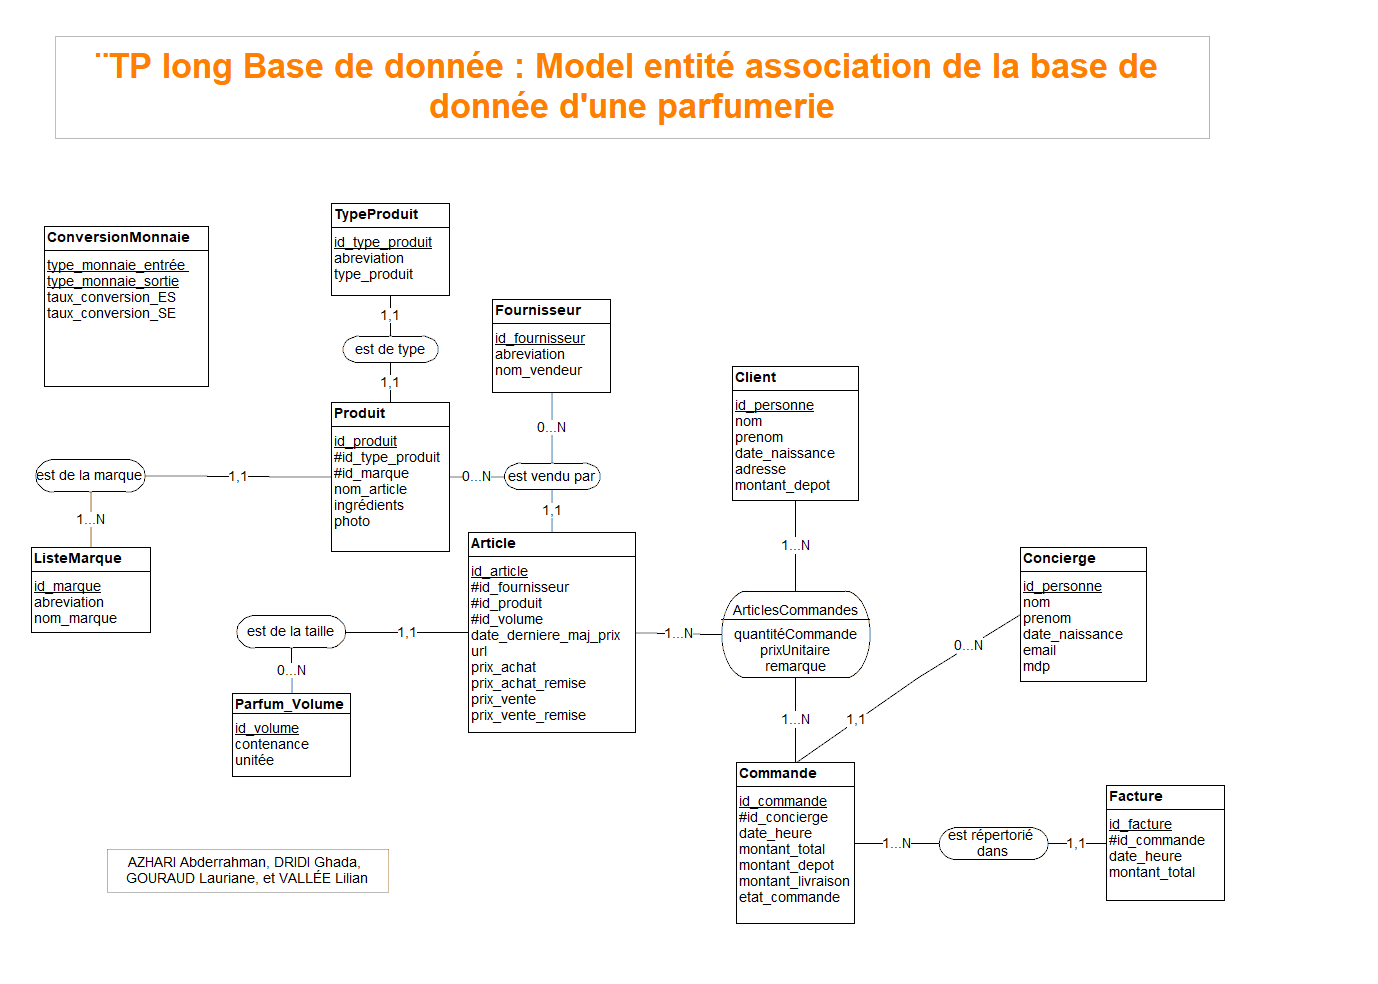 ¨TP long Base de donnée : Model entité association de la base de
donnée d'une parfumerie
ConversionMonnaie
type_monnaie_entrée
type_monnaie_sortie
taux_conversion_ES
taux_conversion_SE
TypeProduit
id_type_produit
abreviation
type_produit
1,1
est de type
1,1
Fournisseur
id_fournisseur
abreviation
nom_vendeur
0...N
Produit
id_produit
#id_type_produit
#id_marque
nom_article
ingrédients
photo
est de la marque
1,1
0...N
est vendu par
1,1
1...N
ListeMarque
id_marque
abreviation
nom_marque
Article
id_article
#id_fournisseur
#id_produit
#id_volume
date_derniere_maj_prix
url
prix_achat
prix_achat_remise
prix_vente
prix_vente_remise
est de la taille
1,1
0...N
Parfum_Volume
id_volume
contenance
unitée
Client
id_personne
nom
prenom
date_naissance
adresse
montant_depot
1...N
ArticlesCommandes
quantitéCommande
prixUnitaire
remarque
1...N
1...N
Concierge
id_personne
nom
prenom
date_naissance
email
mdp
0...N
1,1
Commande
id_commande
#id_concierge
date_heure
montant_total
montant_depot
montant_livraison
etat_commande
1...N
est répertorié
dans
1,1
Facture
id_facture
#id_commande
date_heure
montant_total
AZHARI Abderrahman, DRIDI Ghada,
GOURAUD Lauriane, et VALLÉE Lilian